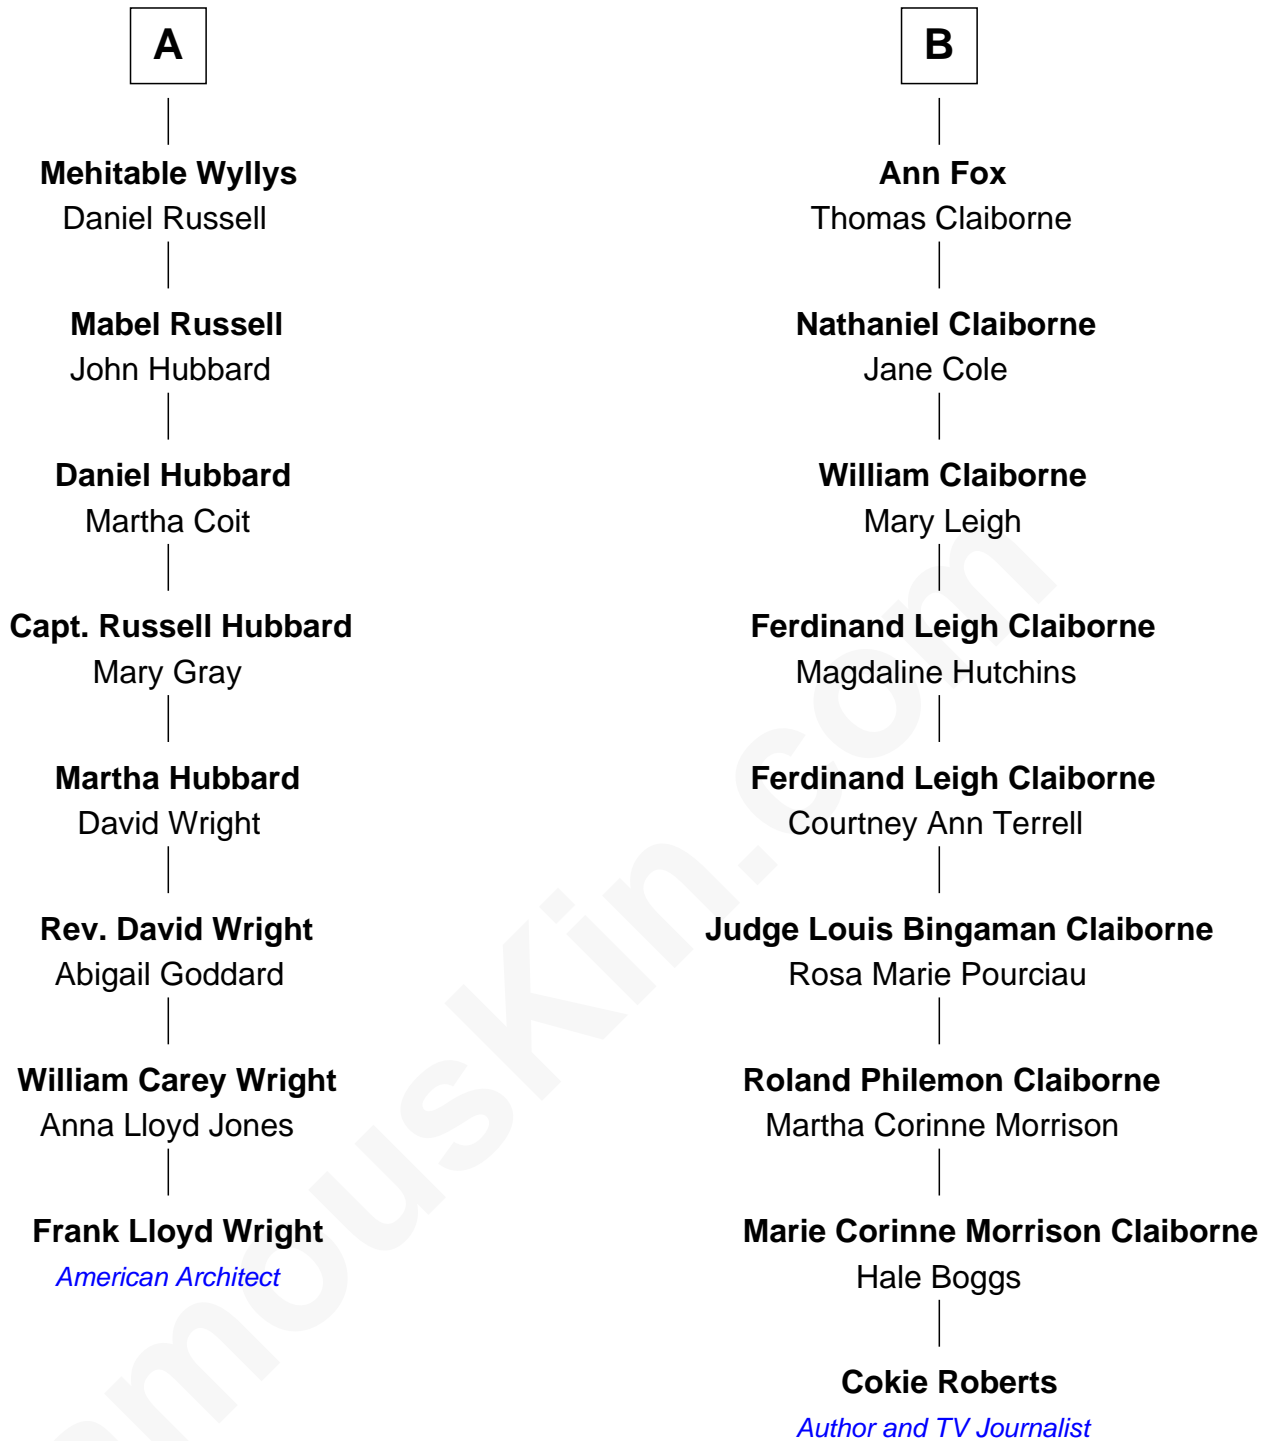 A
Mehitable Wyllys
Daniel Russell
Mabel Russell
John Hubbard
Daniel Hubbard
Martha Coit
Capt. Russell Hubbard
Mary Gray
Martha Hubbard
David Wright
Rev. David Wright
Abigail Goddard
William Carey Wright
Anna Lloyd Jones
Frank Lloyd Wright
American Architect
B
Ann Fox
Thomas Claiborne
Nathaniel Claiborne
Jane Cole
William Claiborne
Mary Leigh
Ferdinand Leigh Claiborne
Magdaline Hutchins
Ferdinand Leigh Claiborne
Courtney Ann Terrell
Judge Louis Bingaman Claiborne
Rosa Marie Pourciau
Roland Philemon Claiborne
Martha Corinne Morrison
Marie Corinne Morrison Claiborne
Hale Boggs
Cokie Roberts
Author and TV Journalist
amousKin.com